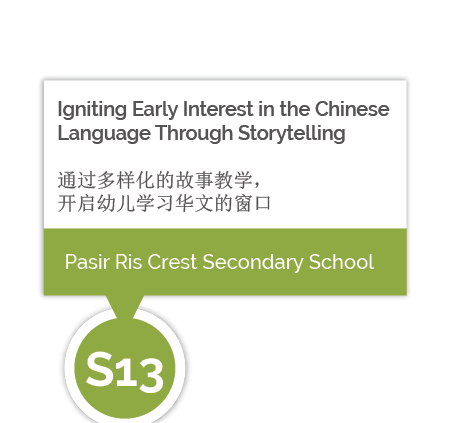 Igniting Early Interest in the Chinese
Language Through Storytelling
通过多样化的故事教学，
开启幼儿学习华文的窗口
Pasir Ris Crest Secondary School
S13